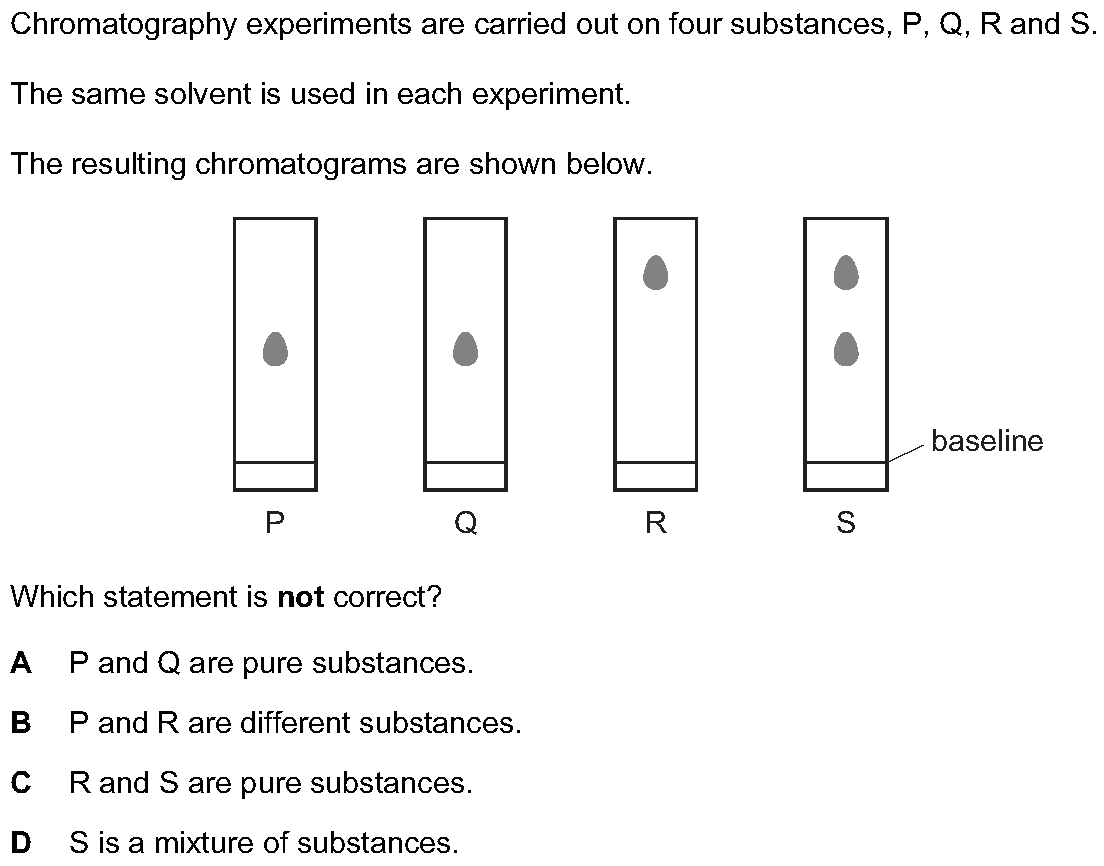 Chromatography experiments are carried out on four substances, P, Q, R and S.
The same solvent is used in each experiment.
The resulting chromatograms are shown below.
baseline
P Q R S
Which statement is not correct?
A P and Q are pure substances.
B P and R are different substances.
C R and S are pure substances.
D S is a mixture of substances.